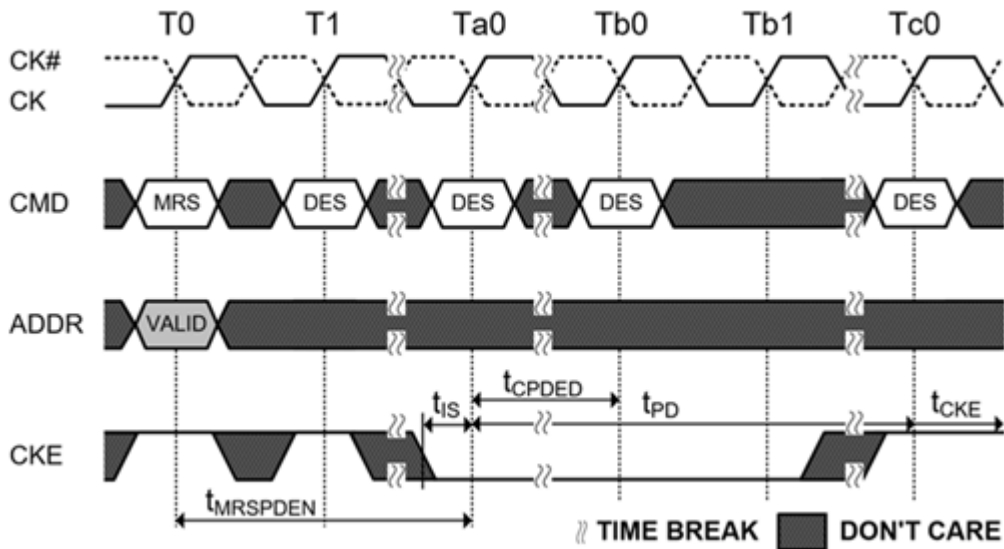 T0 T1 Ta0 Tb0 Tb1 Tc0
CK#
CK
CMD MRS DES DES DES DES
ADDR VALID
tCPDED
tIS tPD tCKE
CKE
tMRSPDEN
TIME BREAK DON'T CARE